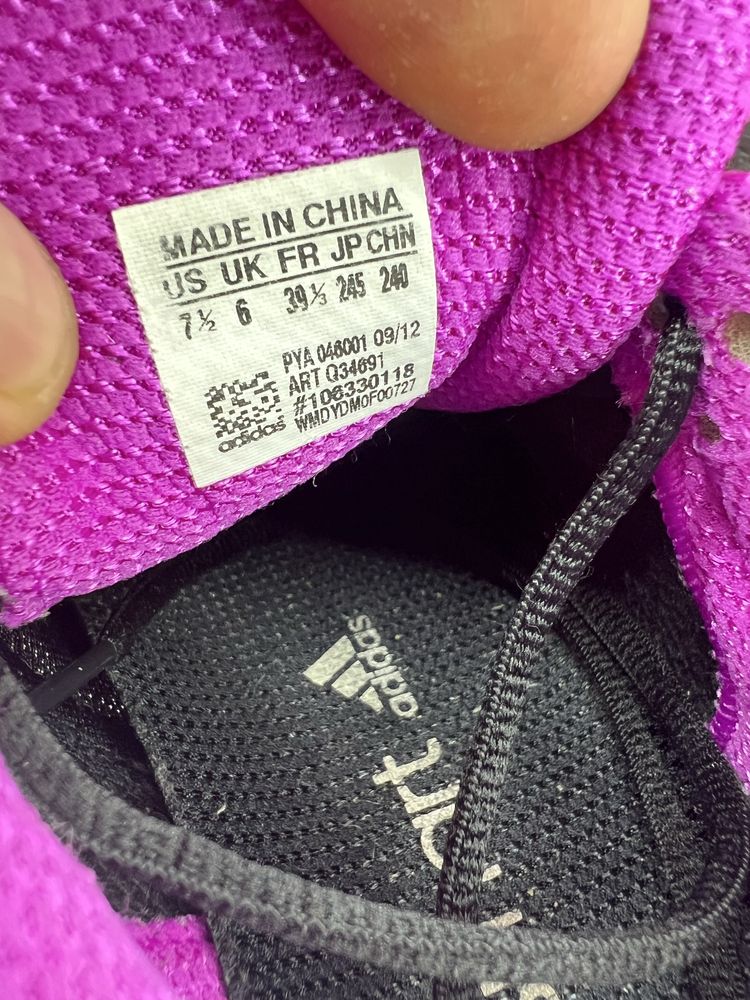 MADE IN CHINA
US UK FR JP CHN
7½ 6 39⅓ 245 240
PYA 046001 09/12
ART Q34691
#106330118
WMDYDM0F00727
adidas
adidas